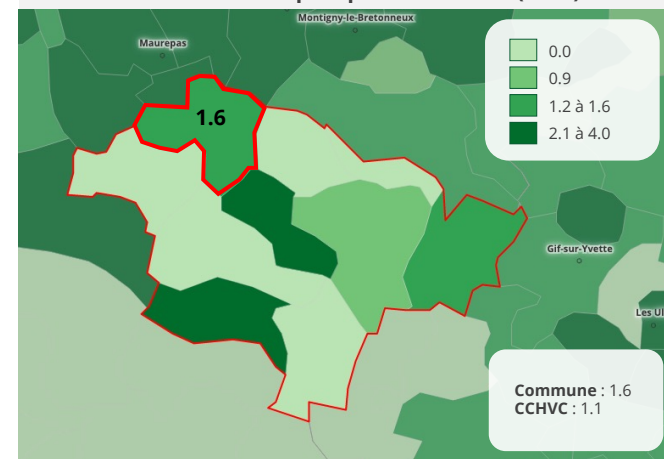 Montigny-le-Bretonneux
Maurepas
1.6
0.0
0.9
1.2 à 1.6
2.1 à 4.0
Gif-sur-Yvette
Les Ul
Commune : 1.6
CCHVC : 1.1